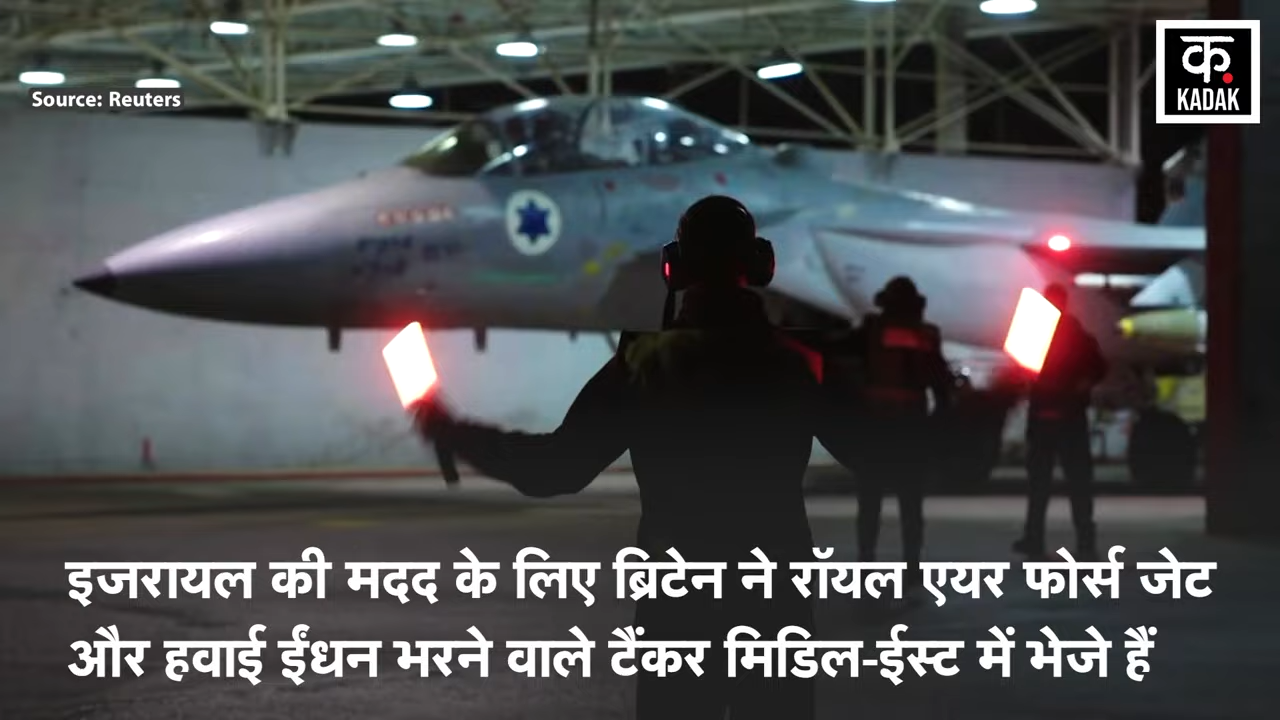 Source: Reuters
क.
KADAK
इजरायल की मदद के लिए ब्रिटेन ने रॉयल एयर फोर्स जेट
और हवाई ईंधन भरने वाले टैंकर मिडिल-ईस्ट में भेजे हैं